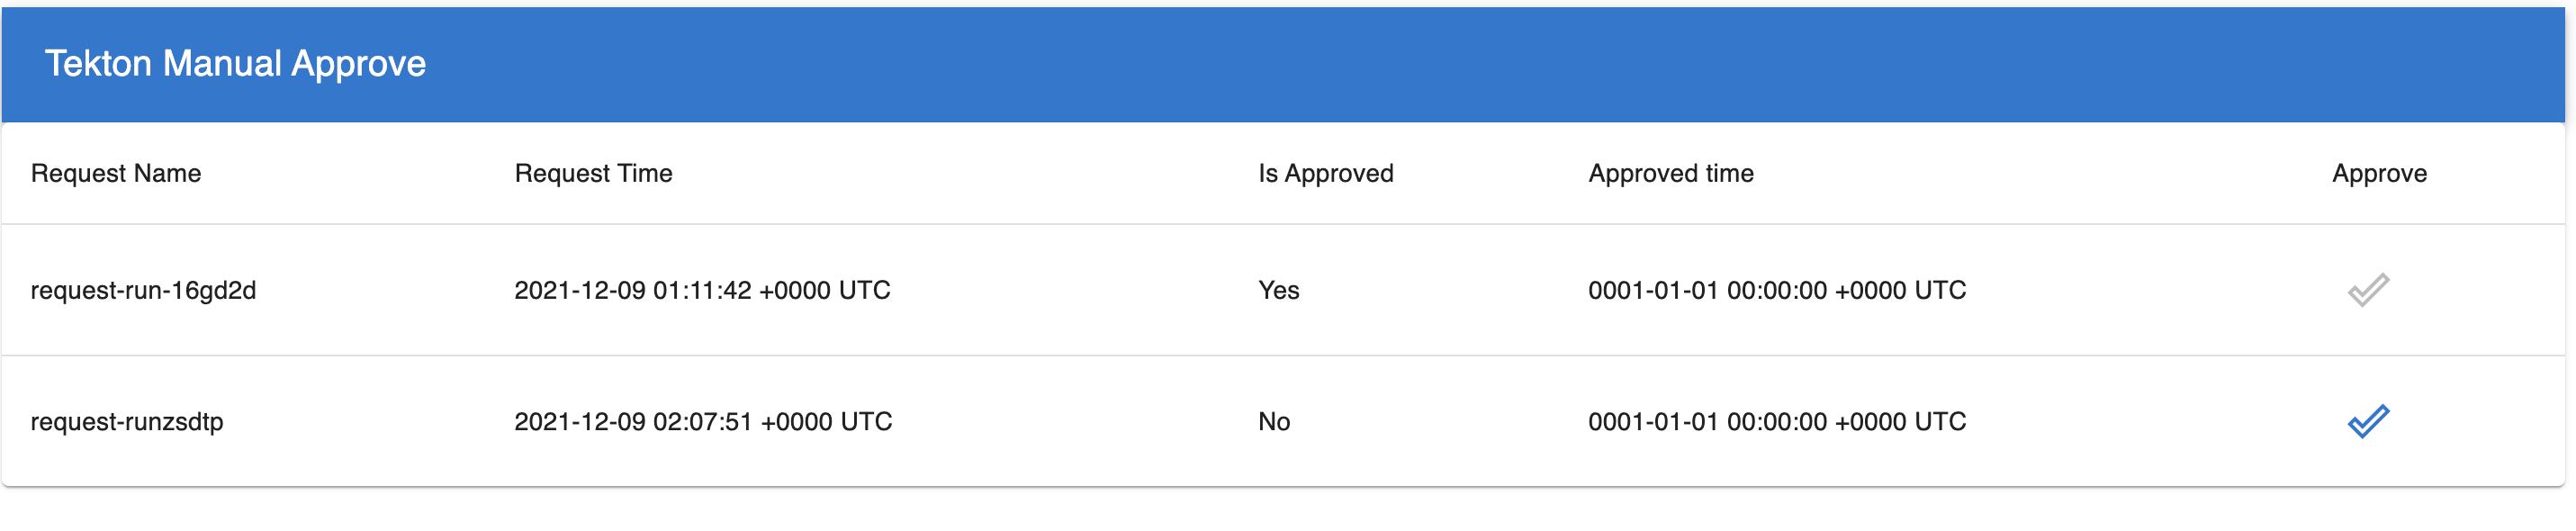 Tekton Manual Approve
Request Name Request Time Is Approved Approved time Approve
request-run-16gd2d 2021-12-09 01:11:42 +0000 UTC Yes 0001-01-01 00:00:00 +0000 UTC
request-runzsdtp 2021-12-09 02:07:51 +0000 UTC No 0001-01-01 00:00:00 +0000 UTC